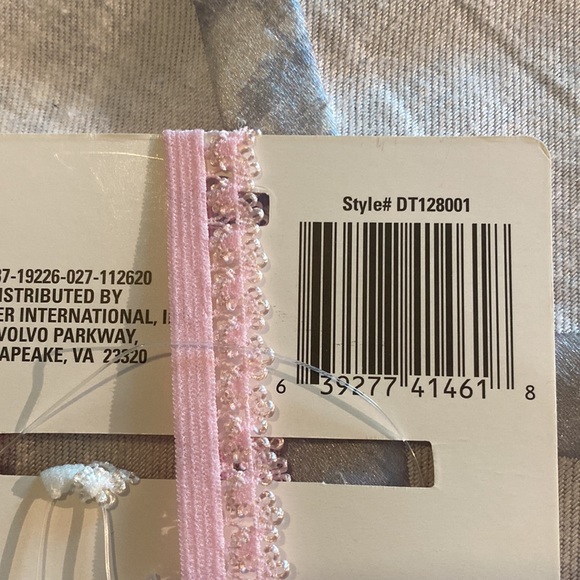 Style# DT128001
37-19226-027-112620
ISTRIBUTED BY
ER INTERNATIONAL, I
VOLVO PARKWAY,
APEAKE, VA 23320
6 39277 41461 8